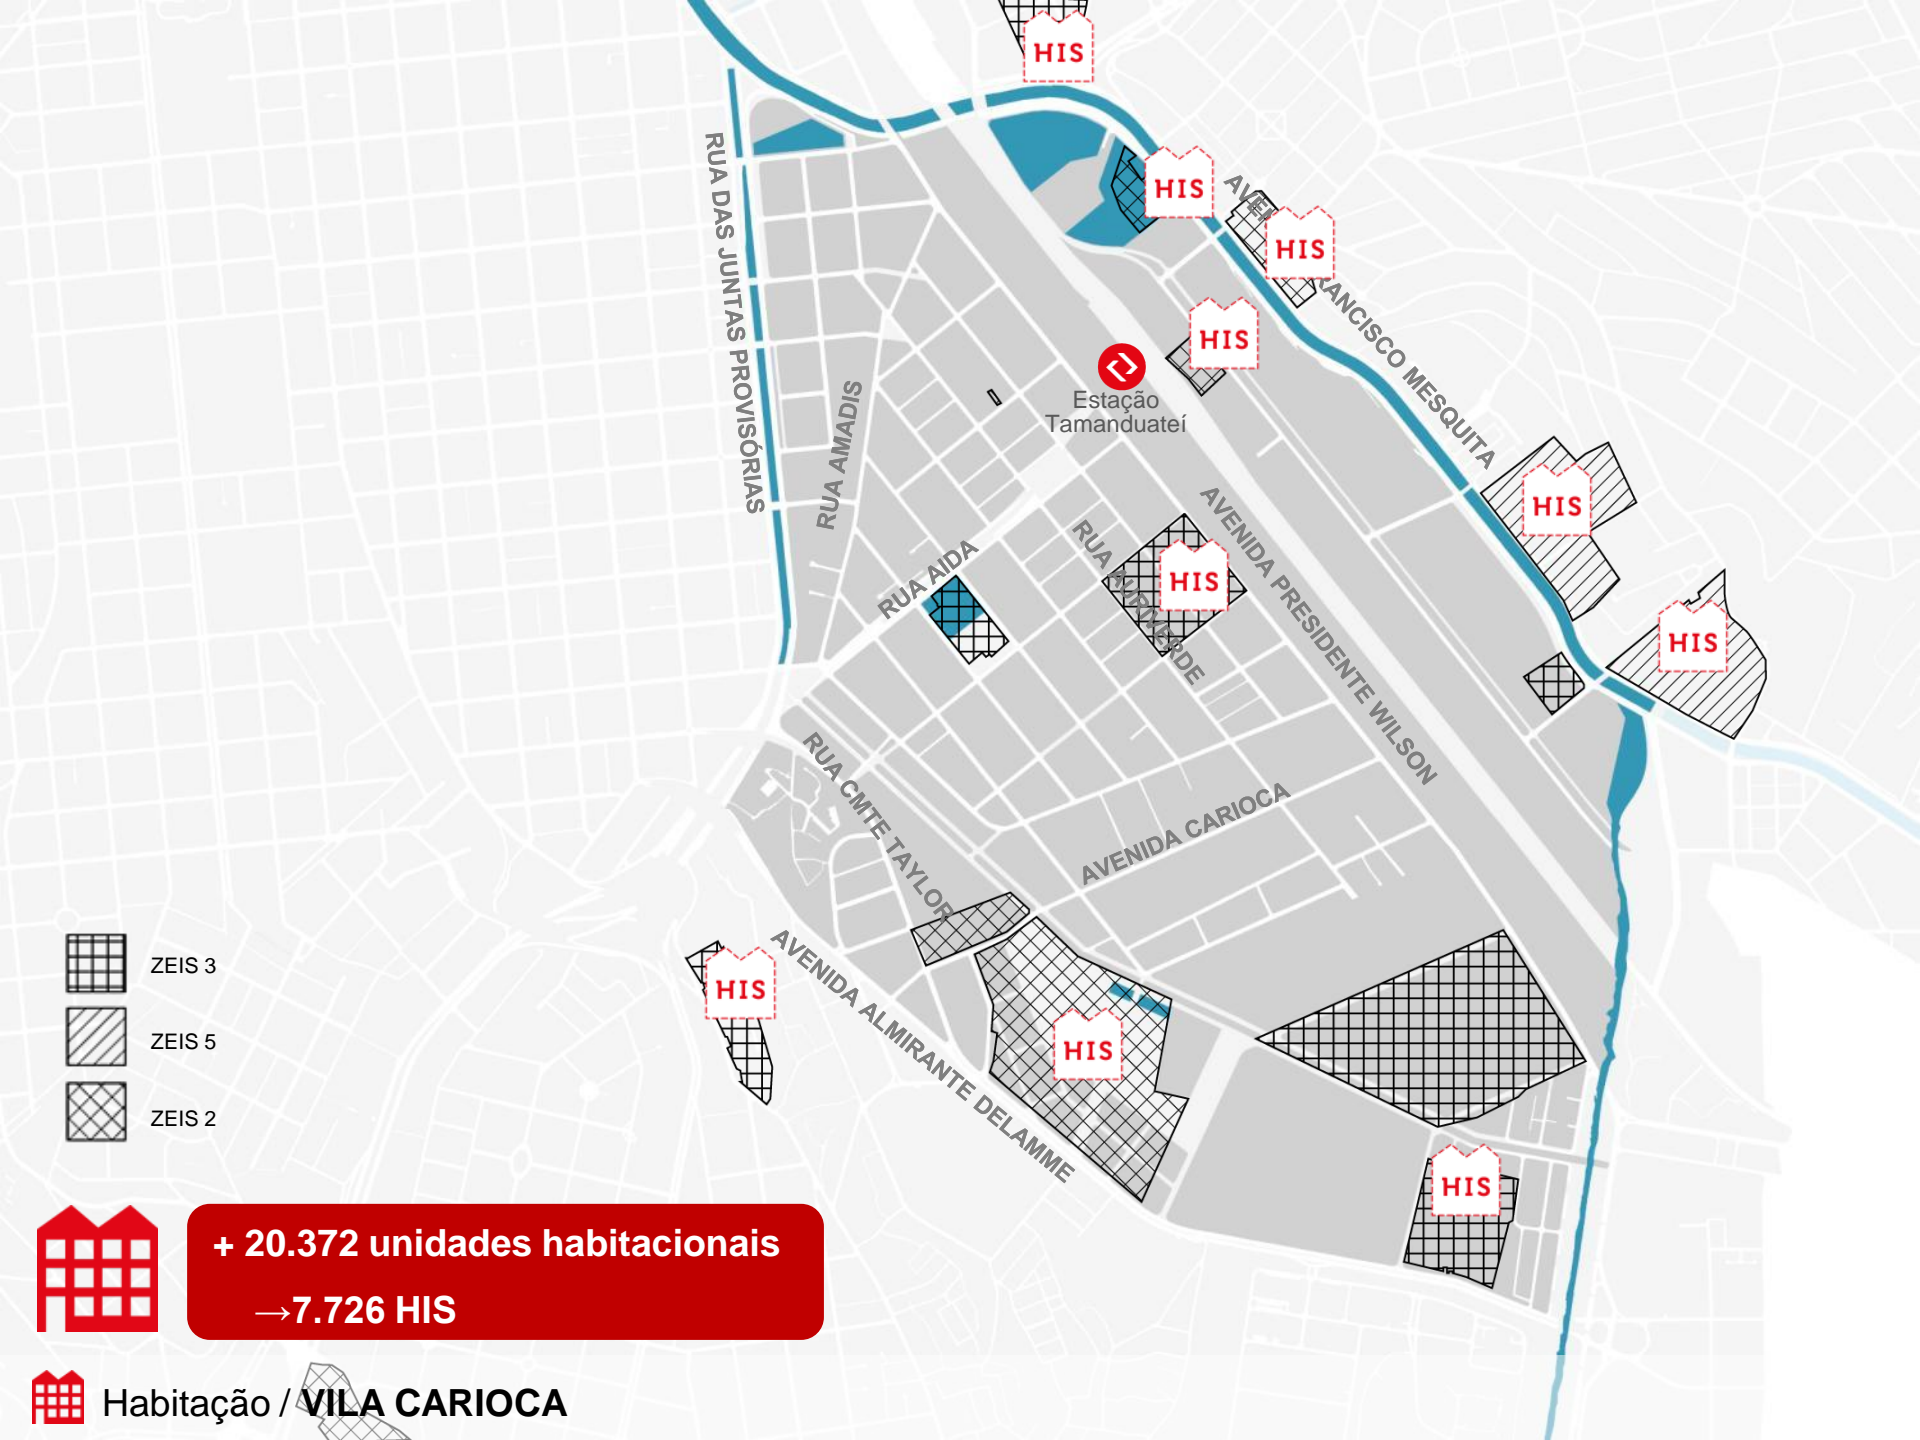 HIS
HIS
HIS
HIS
RUA DAS JUNTAS PROVISÓRIAS
AVENIDA FRANCISCO MESQUITA
Estação
Tamanduateí
RUA AMADIS
HIS
RUA AIDA
RUA AURIVERDE
HIS
AVENIDA PRESIDENTE WILSON
HIS
RUA CMTE TAYLOR
AVENIDA CARIOCA
HIS
AVENIDA ALMIRANTE DELAMME
HIS
HIS
ZEIS 3
ZEIS 5
ZEIS 2
+ 20.372 unidades habitacionais
→7.726 HIS
Habitação / VILA CARIOCA